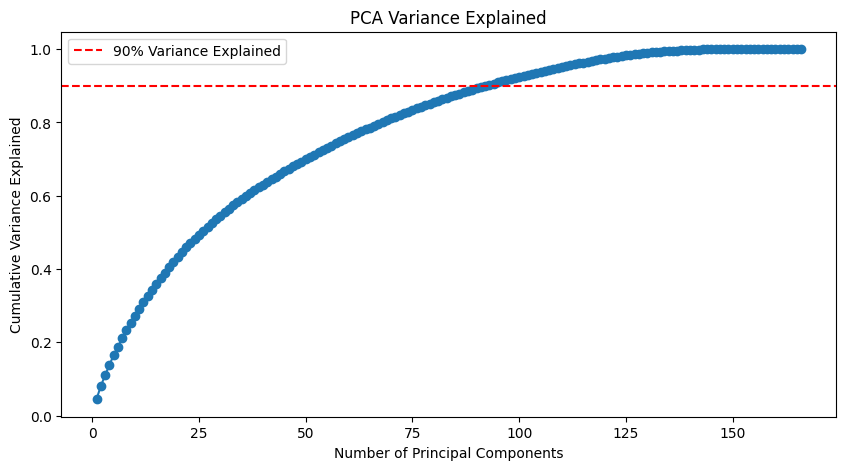 PCA Variance Explained
90% Variance Explained
Cumulative Variance Explained
1.0
0.8
0.6
0.4
0.2
0.0
0 25 50 75 100 125 150
Number of Principal Components